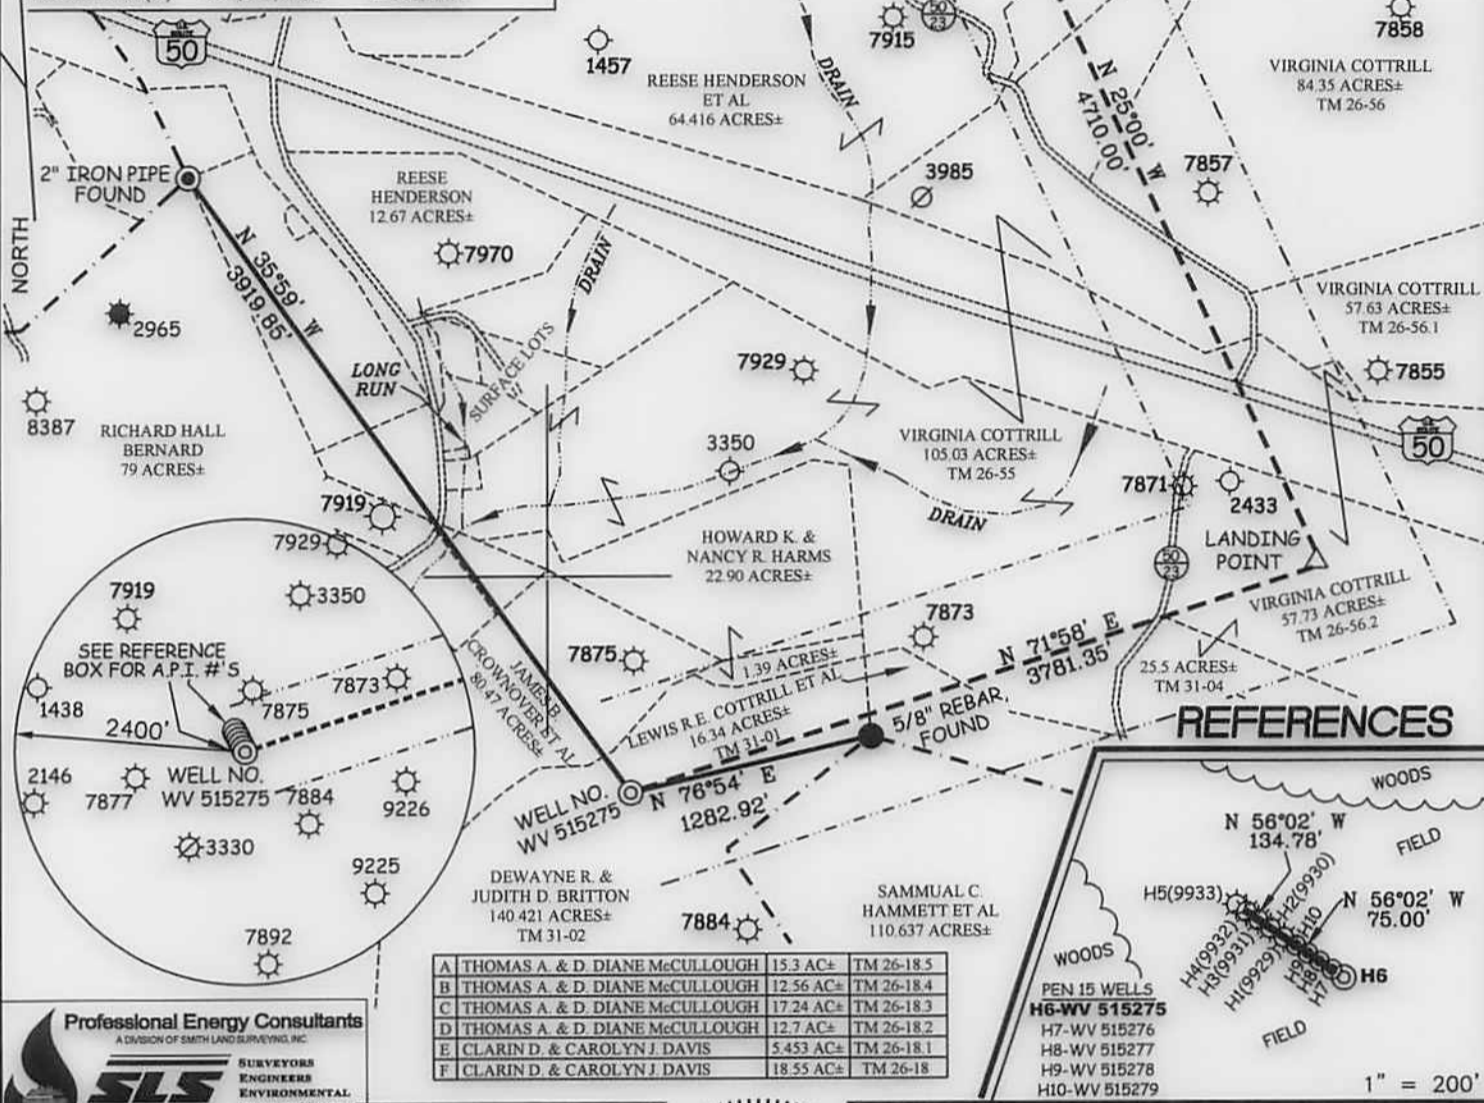 50
1457
REESE HENDERSON
ET AL
64.416 ACRES±
DRAIN
7915
50
23
N 25°00' W
4710.00'
7858
VIRGINIA COTTRILL
84.35 ACRES±
TM 26-56
7857
3985
2" IRON PIPE
FOUND
REESE
HENDERSON
12.67 ACRES±
7970
DRAIN
NORTH
N 35°59' W
3919.85'
2965
LONG
RUN
SURFACE LOTS
7929
VIRGINIA COTTRILL
57.63 ACRES±
TM 26-56.1
7855
8387
RICHARD HALL
BERNARD
79 ACRES±
3350
VIRGINIA COTTRILL
105.03 ACRES±
TM 26-55
50
7871
2433
7919
DRAIN
LANDING
POINT
50
23
HOWARD K. &
NANCY R. HARMS
22.90 ACRES±
VIRGINIA COTTRILL
57.73 ACRES±
TM 26-56.2
7929
7919
3350
SEE REFERENCE
BOX FOR A.P.I. #'S
7873
1438
7875
2400'
2146
7877
WELL NO.
WV 515275
7884
9226
3330
9225
7892
JAMES B.
CROWNOVER ET AL
80.47 ACRES±
7875
7873
1.39 ACRES±
LEWIS R.E. COTTRILL ET AL
16.34 ACRES±
TM 31-01
N 71°58' E
3781.35'
25.5 ACRES±
TM 31-04
5/8" REBAR
FOUND
WELL NO.
WV 515275
N 76°54' E
1282.92'
DEWAYNE R. &
JUDITH D. BRITTON
140.421 ACRES±
TM 31-02
7884
SAMMUAL C.
HAMMETT ET AL
110.637 ACRES±
A THOMAS A. & D. DIANE McCULLOUGH 15.3 AC± TM 26-18.5
B THOMAS A. & D. DIANE McCULLOUGH 12.56 AC± TM 26-18.4
C THOMAS A. & D. DIANE McCULLOUGH 17.24 AC± TM 26-18.3
D THOMAS A. & D. DIANE McCULLOUGH 12.7 AC± TM 26-18.2
E CLARIN D. & CAROLYN J. DAVIS 5.453 AC± TM 26-18.1
F CLARIN D. & CAROLYN J. DAVIS 18.55 AC± TM 26-18
REFERENCES
WOODS
N 56°02' W
134.78'
FIELD
H5(9933)
H2(9930)
H10
N 56°02' W
75.00'
H4(9932)
H3(9931)
H1(9929)
H9
H8
H7
H6
WOODS
FIELD
PEN 15 WELLS
H6-WV 515275
H7-WV 515276
H8-WV 515277
H9-WV 515278
H10-WV 515279
1" = 200'
Professional Energy Consultants
A DIVISION OF SMITH LAND SURVEYING, INC.
SLS
SURVEYORS
ENGINEERS
ENVIRONMENTAL